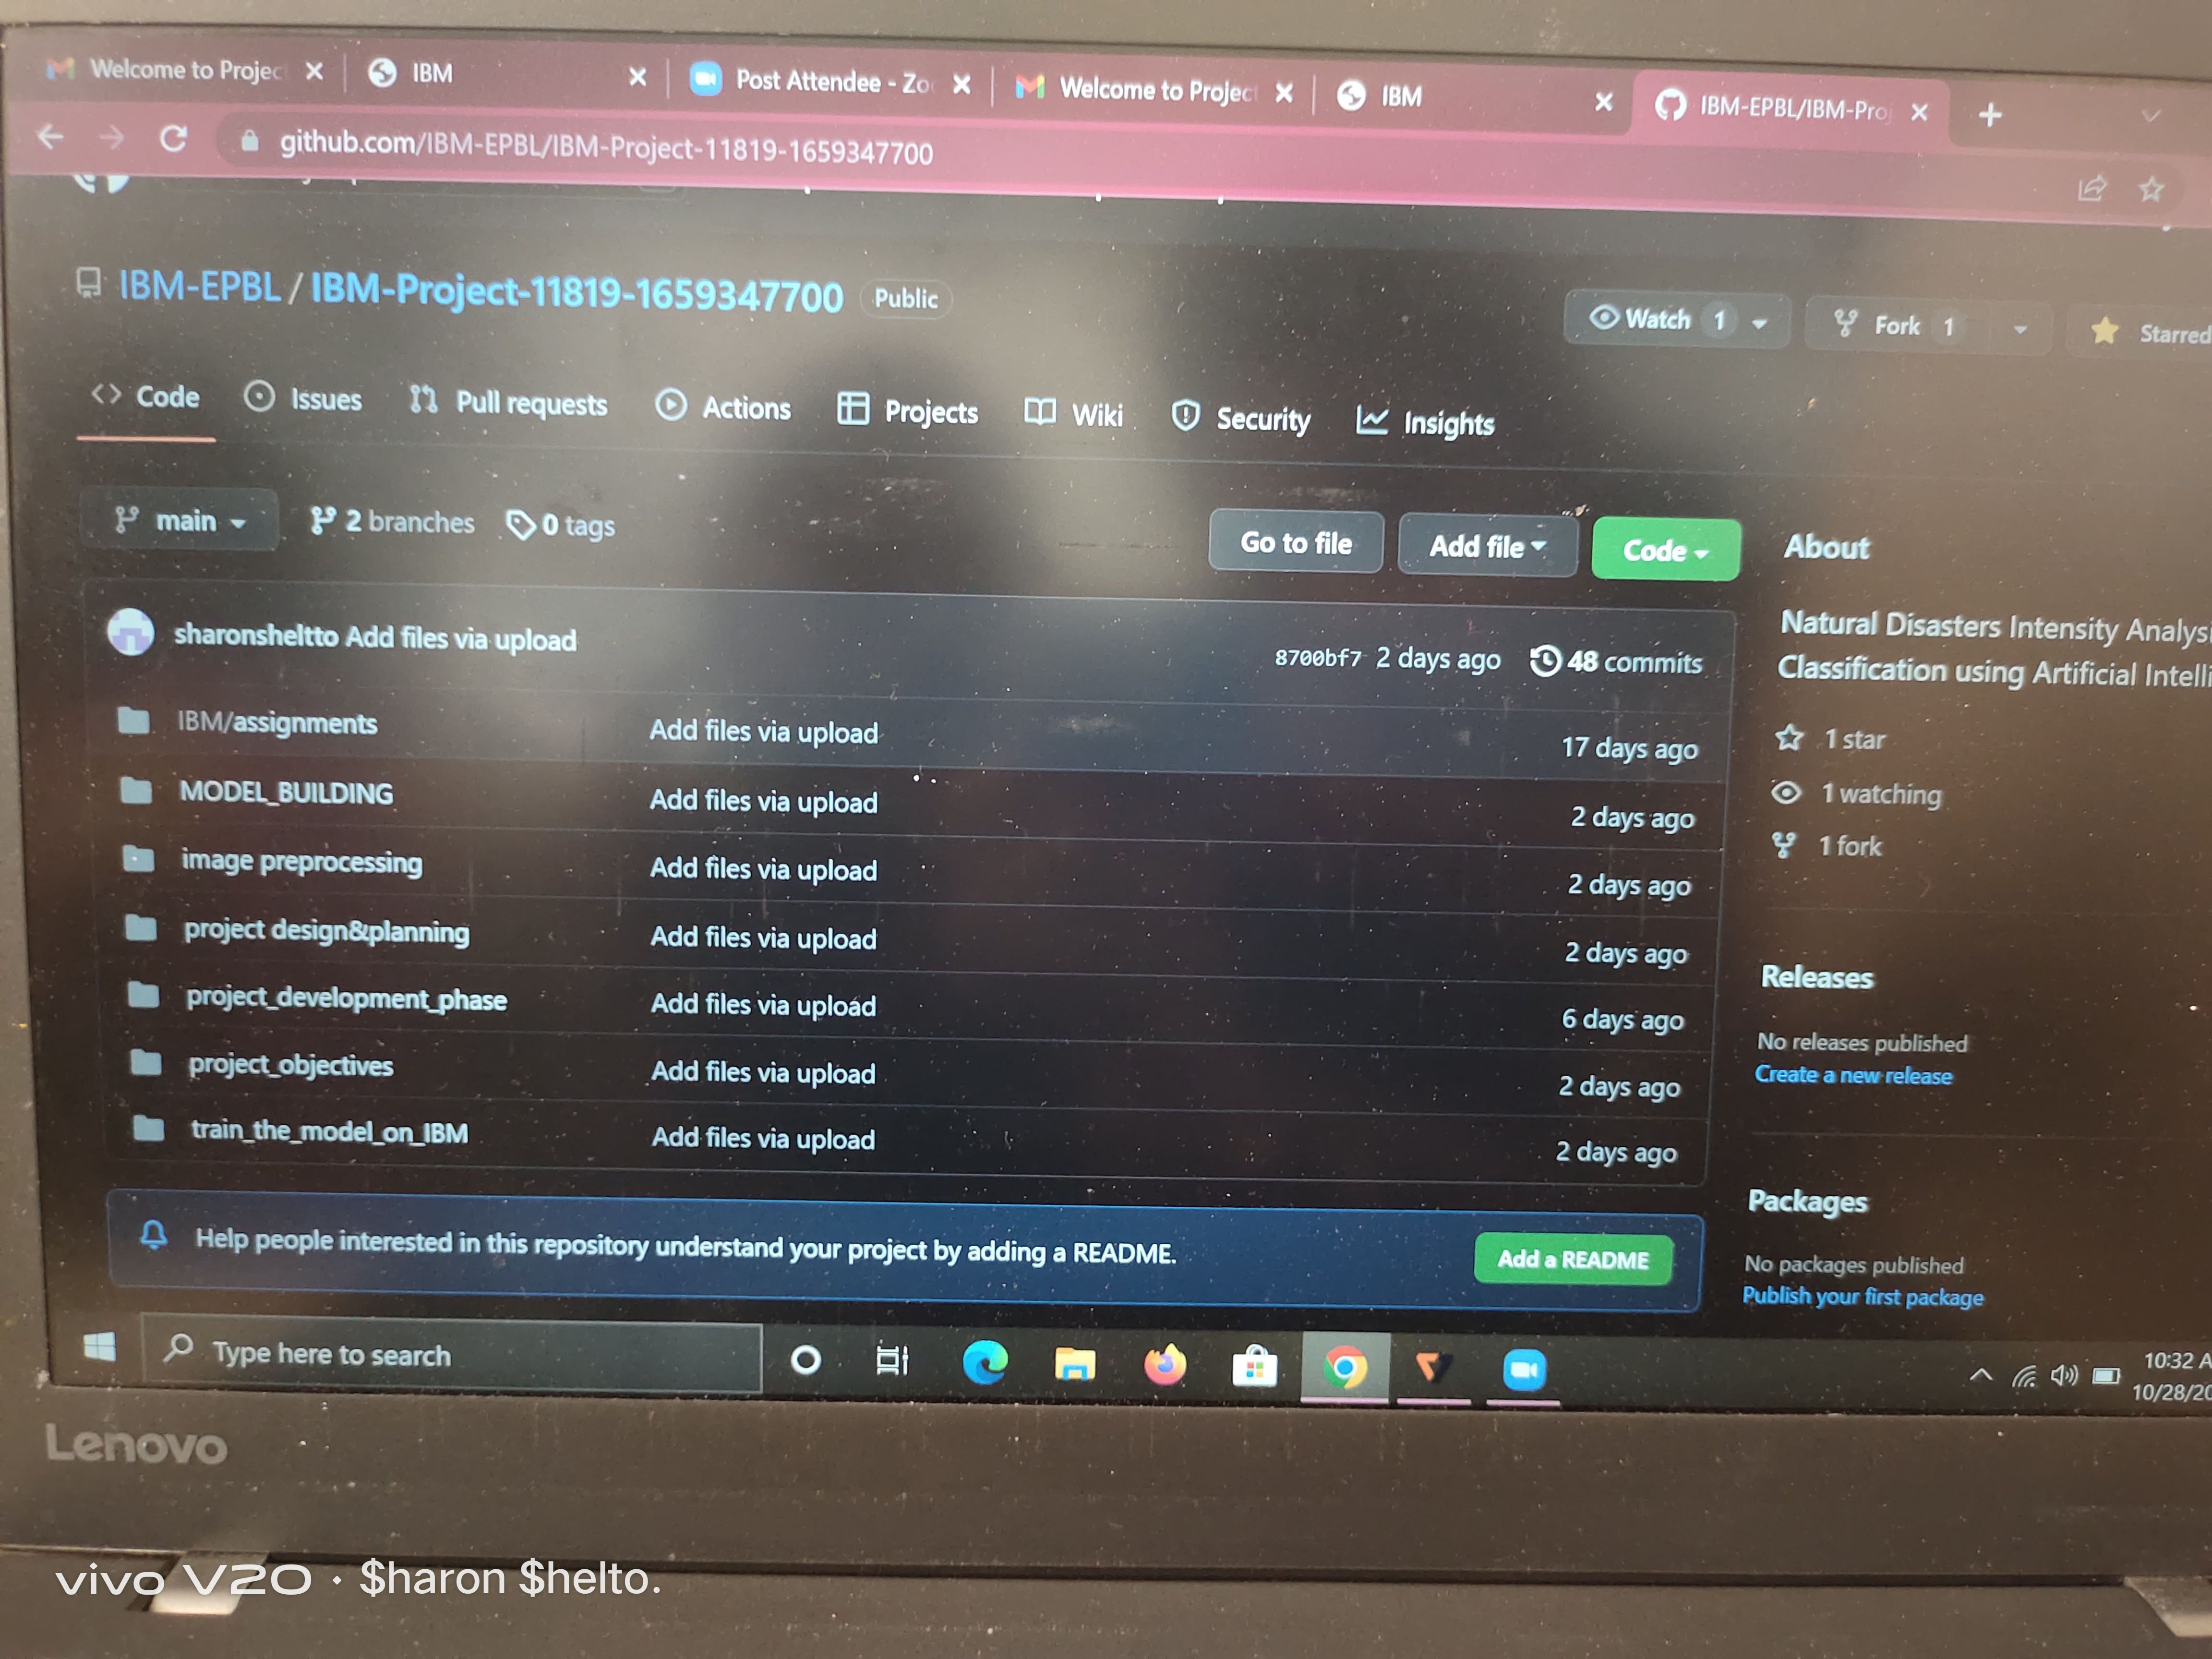 Welcome to Projec
IBM
Post Attendee - Zo
Welcome to Project
IBM
IBM-EPBL/IBM-Proj
github.com/IBM-EPBL/IBM-Project-11819-1659347700
IBM-EPBL / IBM-Project-11819-1659347700 Public
Watch 1
Fork 1
Starred
Code
Issues
Pull requests
Actions
Projects
Wiki
Security
Insights
main
2 branches
0 tags
Go to file
Add file
Code
sharonsheltto Add files via upload 8700bf7 2 days ago 48 commits
IBM/assignments Add files via upload 17 days ago
MODEL_BUILDING Add files via upload 2 days ago
image preprocessing Add files via upload 2 days ago
project design&planning Add files via upload 2 days ago
project_development_phase Add files via upload 6 days ago
project_objectives Add files via upload 2 days ago
train_the_model_on_IBM Add files via upload 2 days ago
Help people interested in this repository understand your project by adding a README. Add a README
About
Natural Disasters Intensity Analysi
Classification using Artificial Intelli
1 star
1 watching
1 fork
Releases
No releases published
Create a new release
Packages
No packages published
Publish your first package
Type here to search
10:32 A
10/28/20
Lenovo
vivo V20 · $haron $helto.